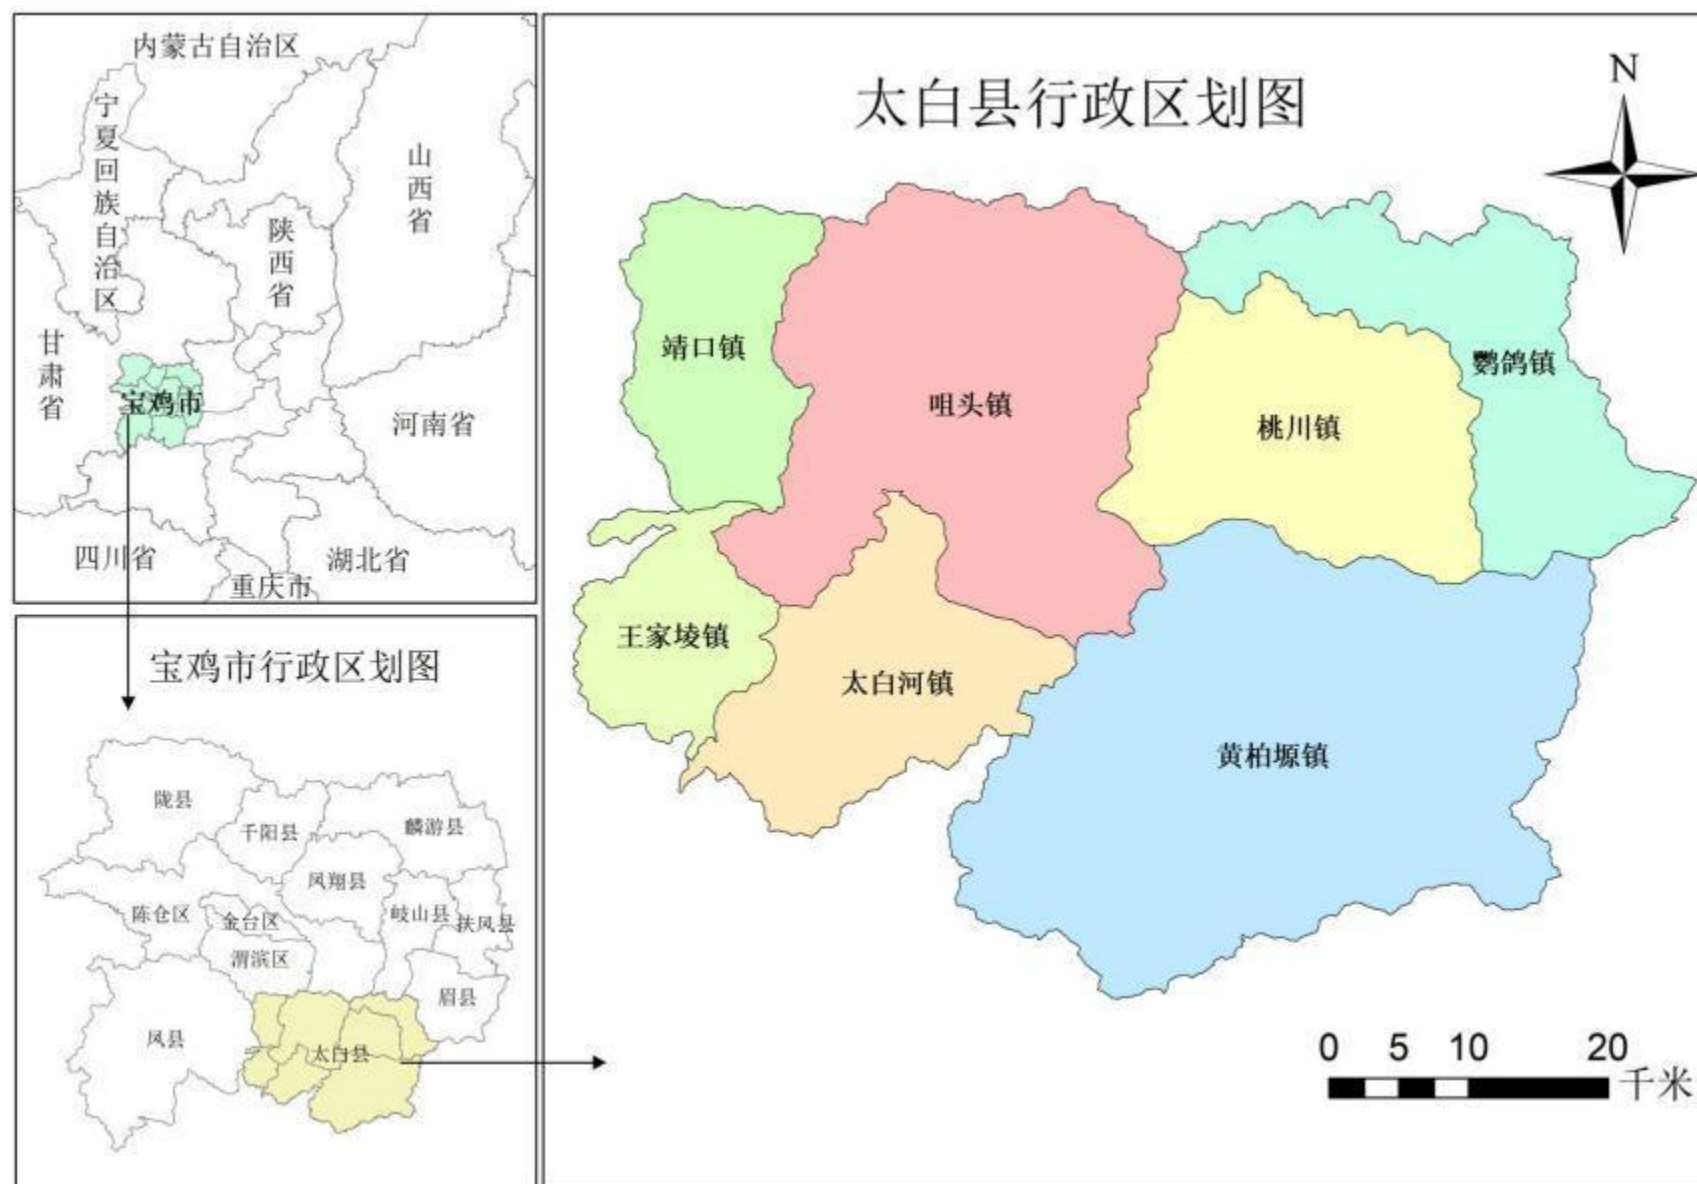 内蒙古自治区
宁夏回族自治区
山西省
陕西省
甘肃省
宝鸡市
河南省
四川省
湖北省
重庆市
宝鸡市行政区划图
陇县
千阳县
麟游县
凤翔县
陈仓区
金台区
岐山县
扶风县
渭滨区
眉县
凤县
太白县
太白县行政区划图
N
靖口镇
咀头镇
鹦鸽镇
桃川镇
王家堎镇
太白河镇
黄柏塬镇
0 5 10 20
千米